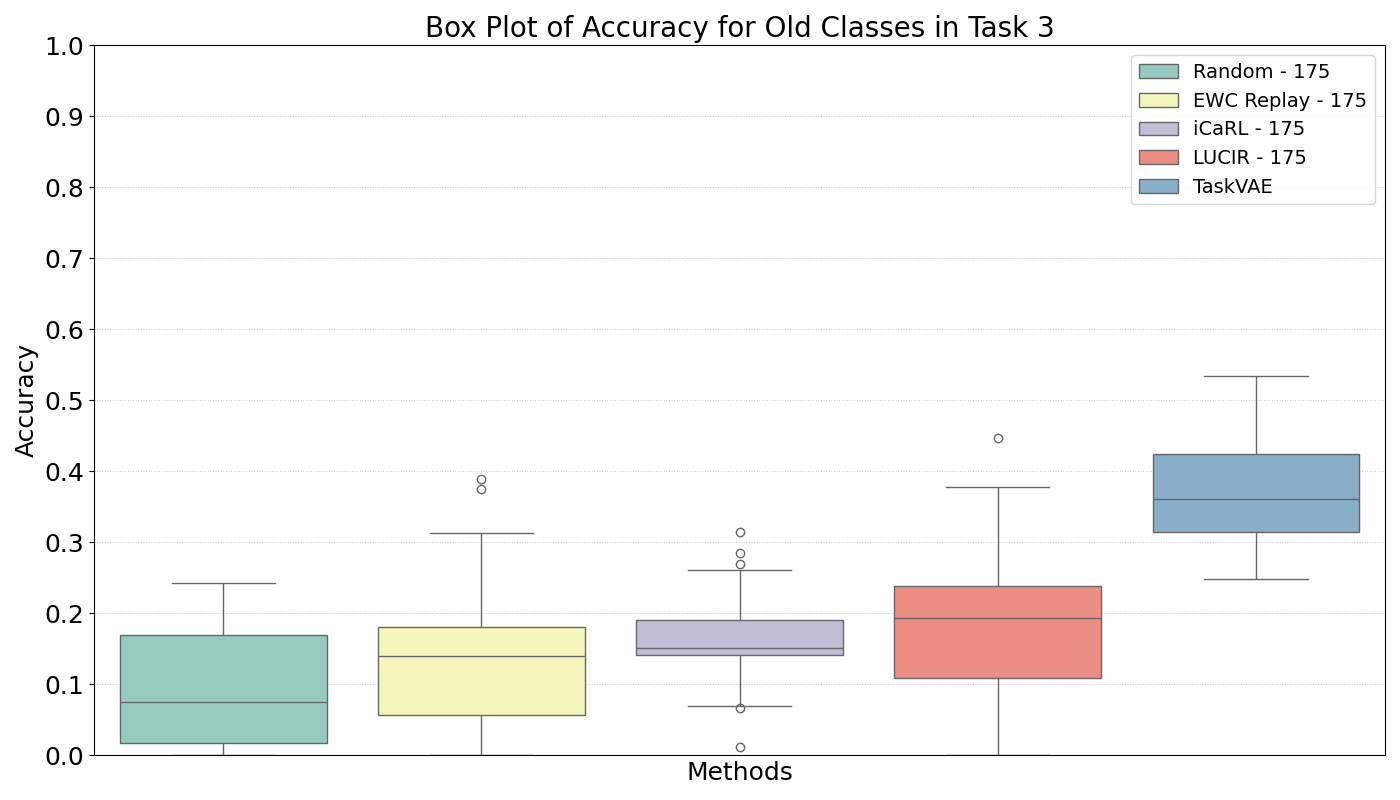 Box Plot of Accuracy for Old Classes in Task 3
1.0
0.9
0.8
0.7
0.6
0.5
0.4
0.3
0.2
0.1
0.0
Accuracy
Methods
Random - 175
EWC Replay - 175
iCaRL - 175
LUCIR - 175
TaskVAE